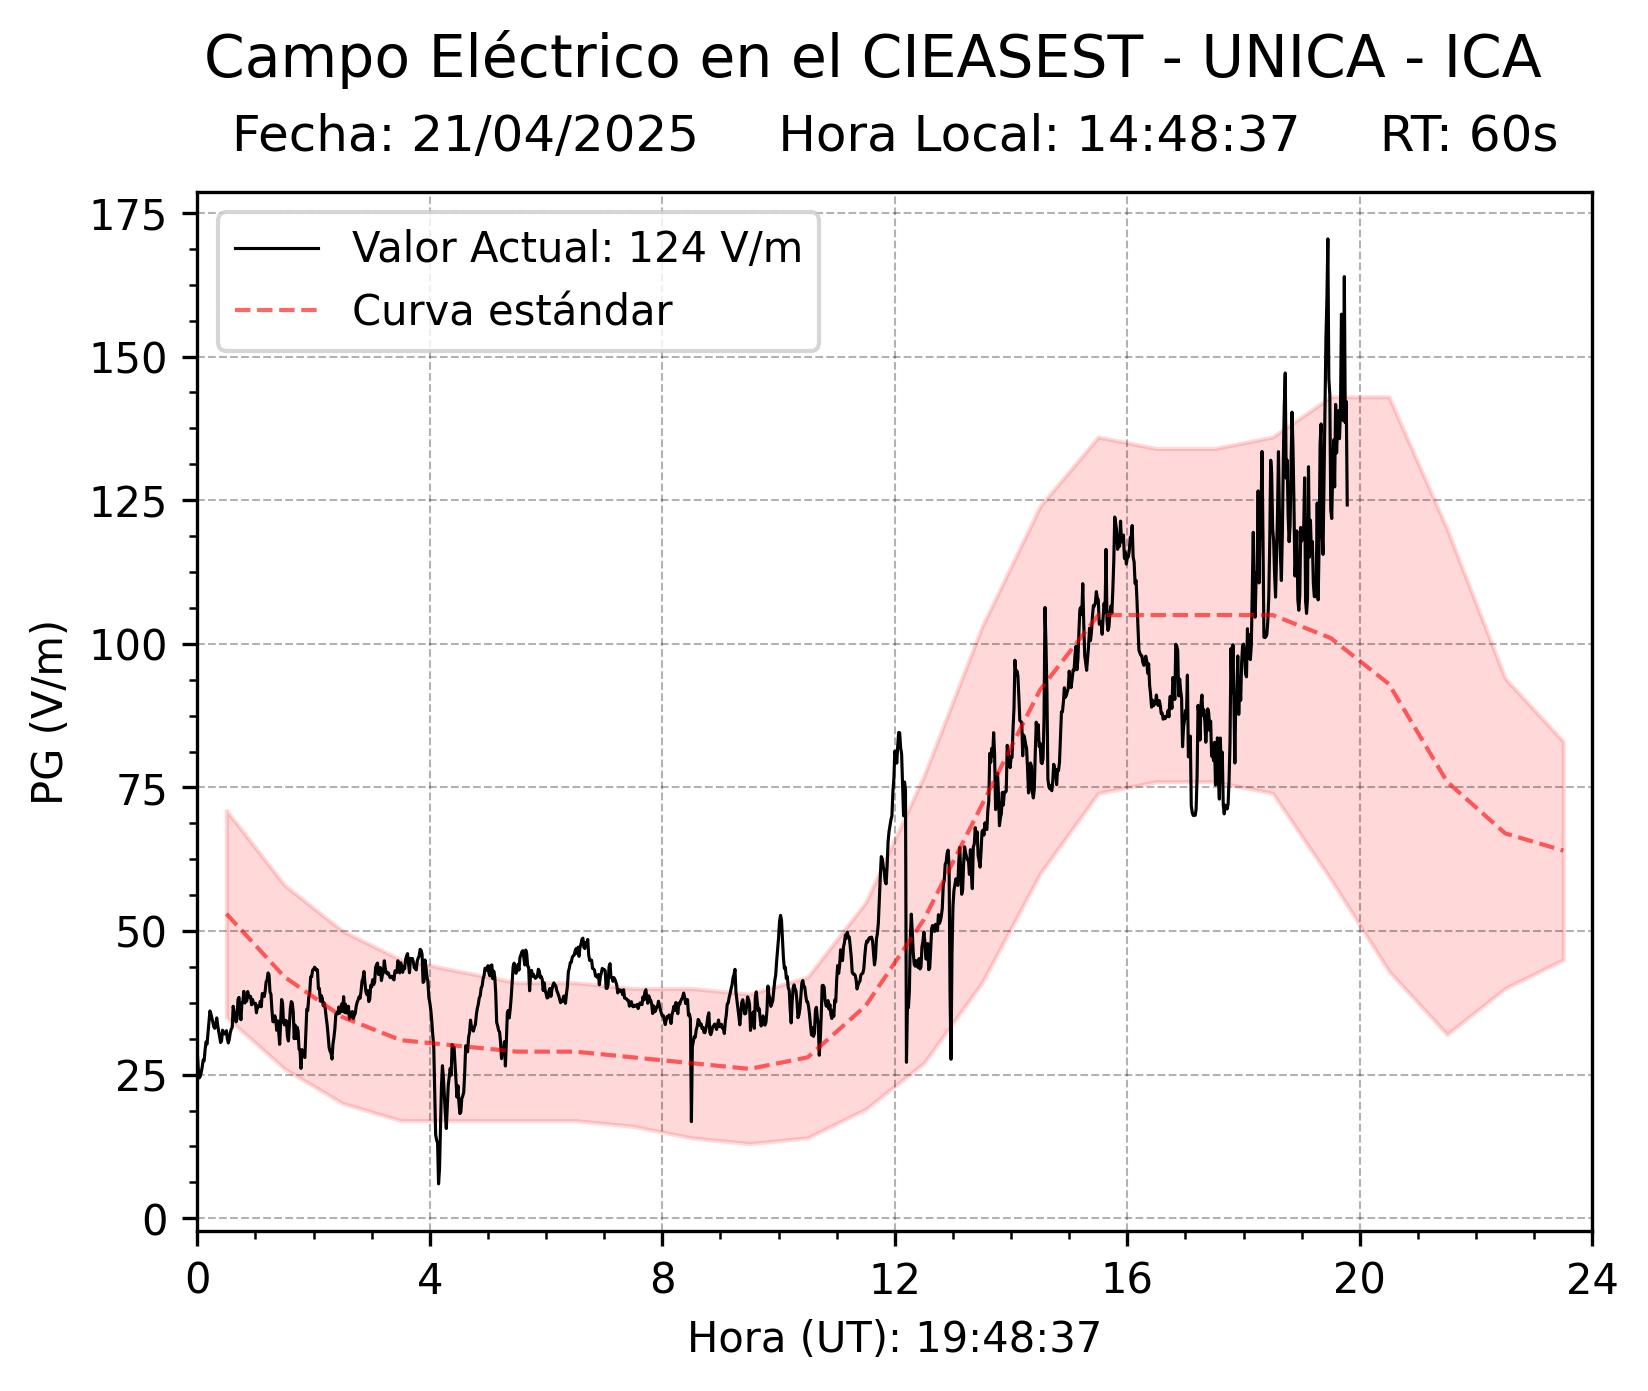 Campo Eléctrico en el CIEASEST - UNICA - ICA
Fecha: 21/04/2025 Hora Local: 14:48:37 RT: 60s
Valor Actual: 124 V/m
Curva estándar
PG (V/m)
175
150
125
100
75
50
25
0
0 4 8 12 16 20 24
Hora (UT): 19:48:37